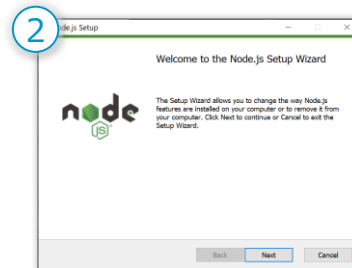 2
de.js Setup
Welcome to the Node.js Setup Wizard
node
JS
The Setup Wizard allows you to change the way Node.js
features are installed on your computer or to remove it from
your computer. Click Next to continue or Cancel to exit the
Setup Wizard.
Back Next Cancel